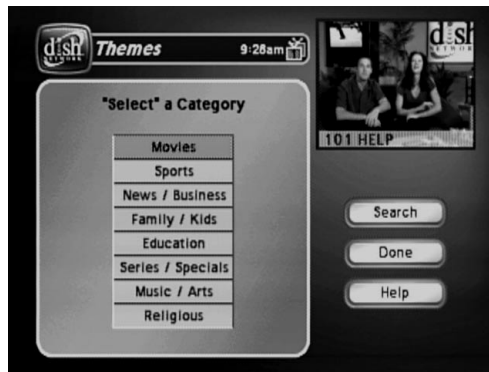 dish
NETWORK
Themes
9:28am
dish
NETWORK
101 HELP
"Select" a Category
Movies
Sports
News / Business
Family / Kids
Education
Series / Specials
Music / Arts
Religious
Search
Done
Help